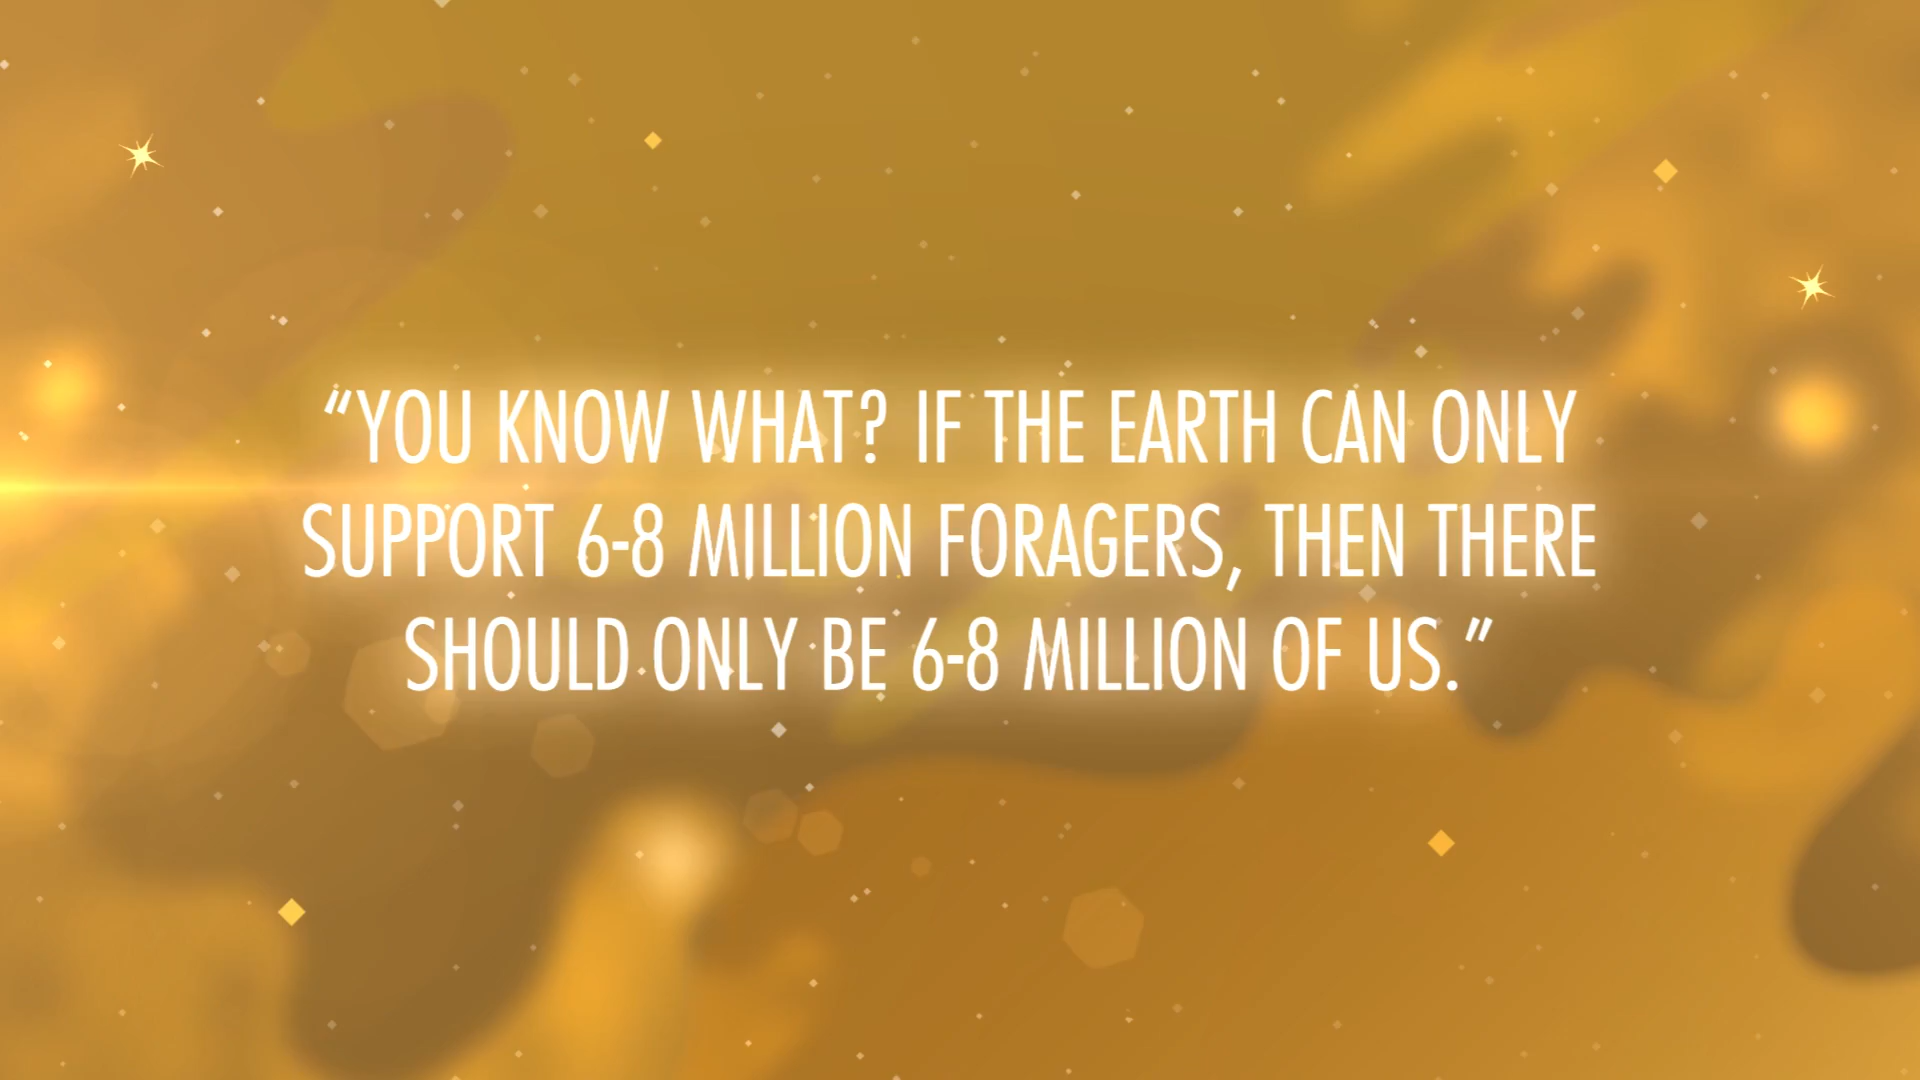 “YOU KNOW WHAT? IF THE EARTH CAN ONLY
SUPPORT 6-8 MILLION FORAGERS, THEN THERE
SHOULD ONLY BE 6-8 MILLION OF US.”